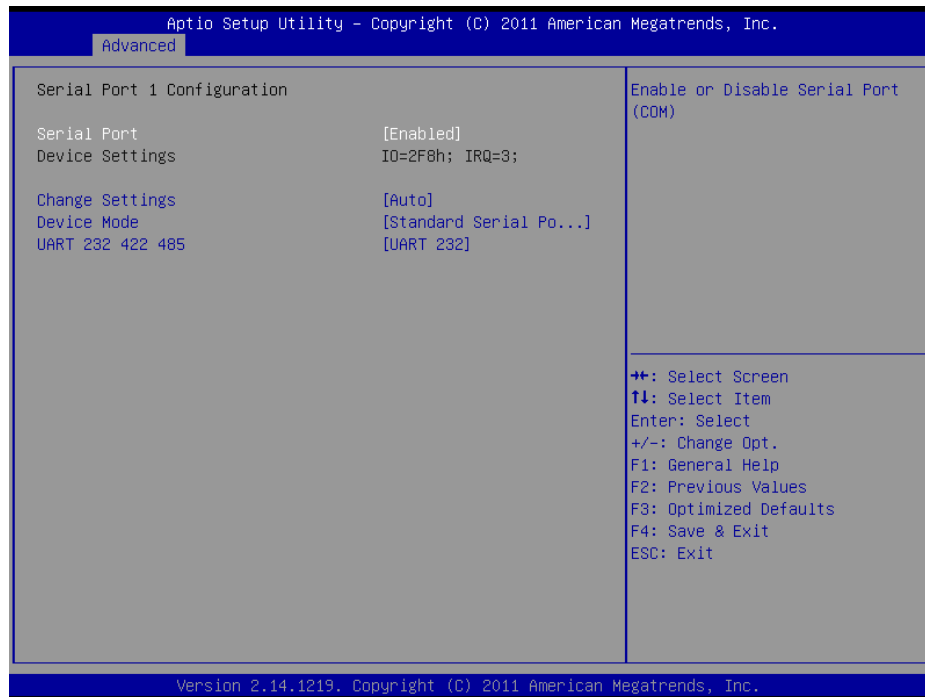 Aptio Setup Utility – Copyright (C) 2011 American Megatrends, Inc.
Advanced
Serial Port 1 Configuration
Serial Port [Enabled]
Device Settings IO=2F8h; IRQ=3;
Change Settings [Auto]
Device Mode [Standard Serial Po...]
UART 232 422 485 [UART 232]
Enable or Disable Serial Port
(COM)
→←: Select Screen
↑↓: Select Item
Enter: Select
+/-: Change Opt.
F1: General Help
F2: Previous Values
F3: Optimized Defaults
F4: Save & Exit
ESC: Exit
Version 2.14.1219. Copyright (C) 2011 American Megatrends, Inc.